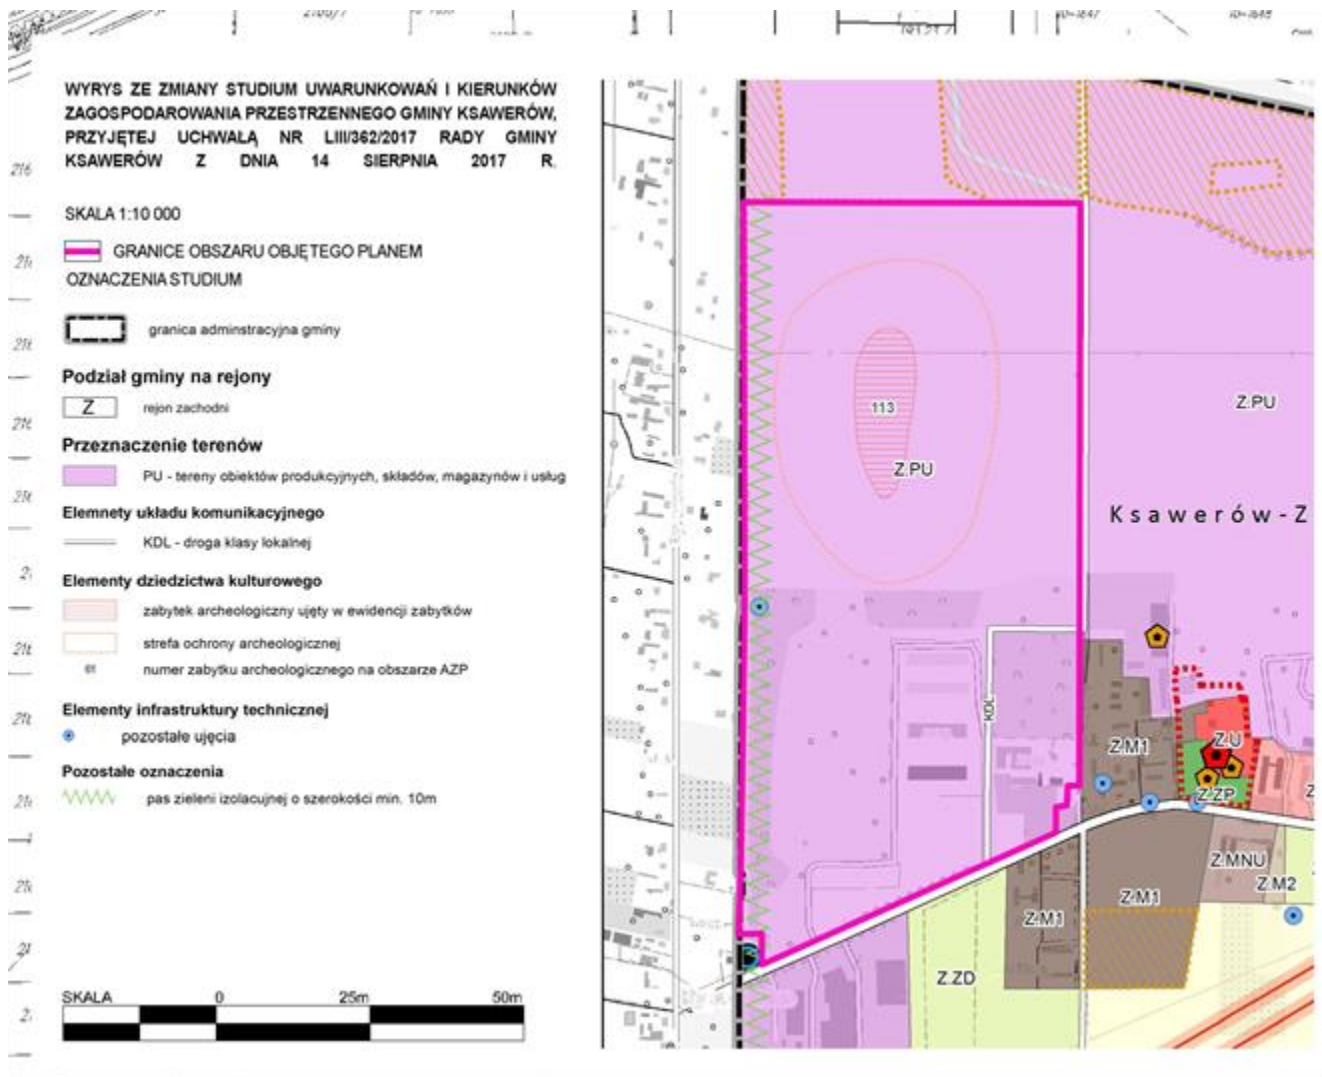 WYRYS ZE ZMIANY STUDIUM UWARUNKOWAŃ I KIERUNKÓW
ZAGOSPODAROWANIA PRZESTRZENNEGO GMINY KSAWERÓW,
PRZYJĘTEJ UCHWAŁĄ NR LIII/362/2017 RADY GMINY
KSAWERÓW Z DNIA 14 SIERPNIA 2017 R.
SKALA 1:10 000
GRANICE OBSZARU OBJĘTEGO PLANEM
OZNACZENIA STUDIUM
granica adminstracyjna gminy
Podział gminy na rejony
Z rejon zachodni
Przeznaczenie terenów
PU - tereny obiektów produkcyjnych, składów, magazynów i usług
Elemnety układu komunikacyjnego
KDL - droga klasy lokalnej
Elementy dziedzictwa kulturowego
zabytek archeologiczny ujęty w ewidencji zabytków
strefa ochrony archeologicznej
numer zabytku archeologicznego na obszarze AZP
Elementy infrastruktury technicznej
pozostałe ujęcia
Pozostałe oznaczenia
pas zieleni izolacujnej o szerokości min. 10m
SKALA 0 25m 50m
113
Z.PU
Z.PU
Ksawerów-Z
KDL
Z.M1
Z.U
Z.ZP
Z.MNU
Z.M2
Z.M1
Z.M1
Z.ZD